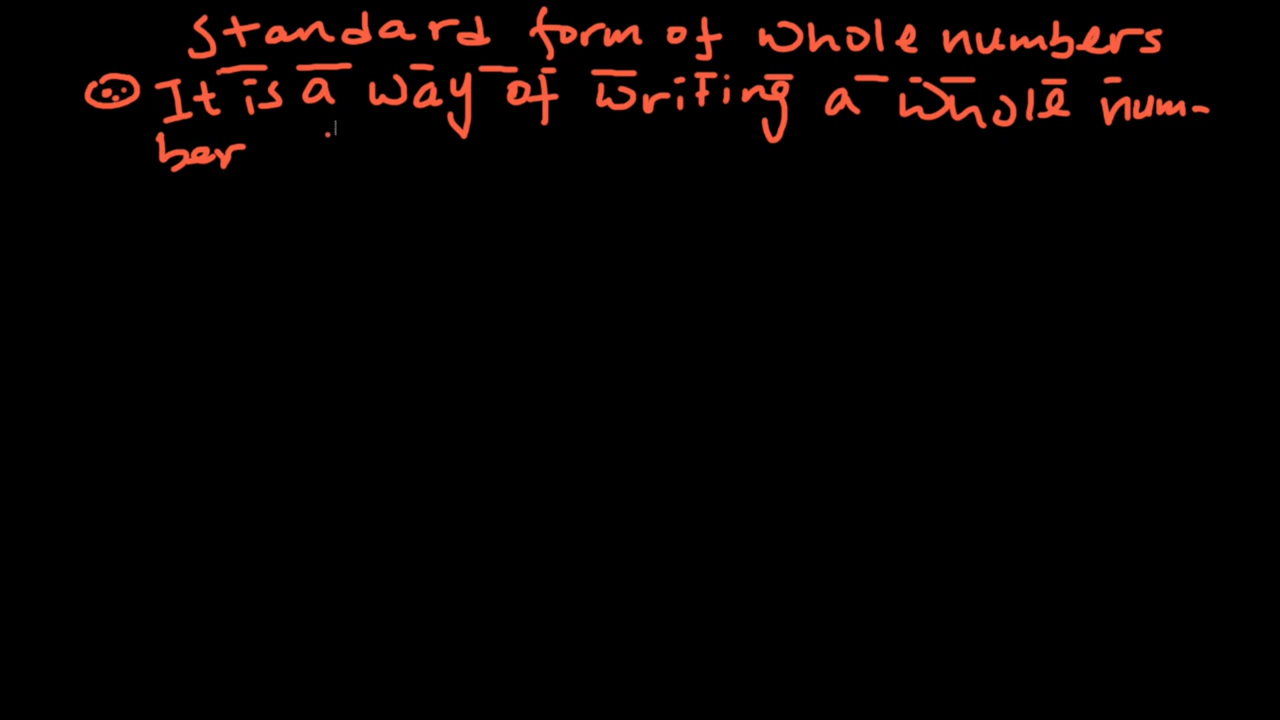 standard form of whole numbers
It is a way of writing a whole num-
ber